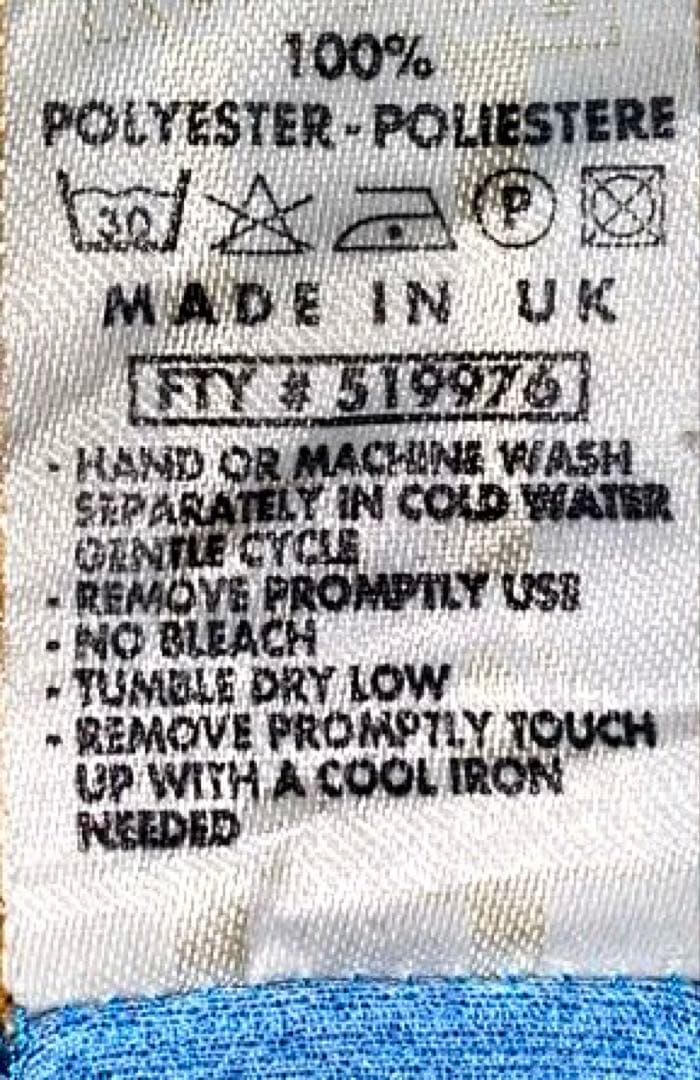 100%
POLYESTER - POLIESTERE
30 P
MADE IN UK
FTY # 519976
- HAND OR MACHINE WASH
SEPARATELY IN COLD WATER
GENTLE CYCLE
- REMOVE PROMPTLY USE
- NO BLEACH
- TUMBLE DRY LOW
- REMOVE PROMPTLY TOUCH
UP WITH A COOL IRON
NEEDED